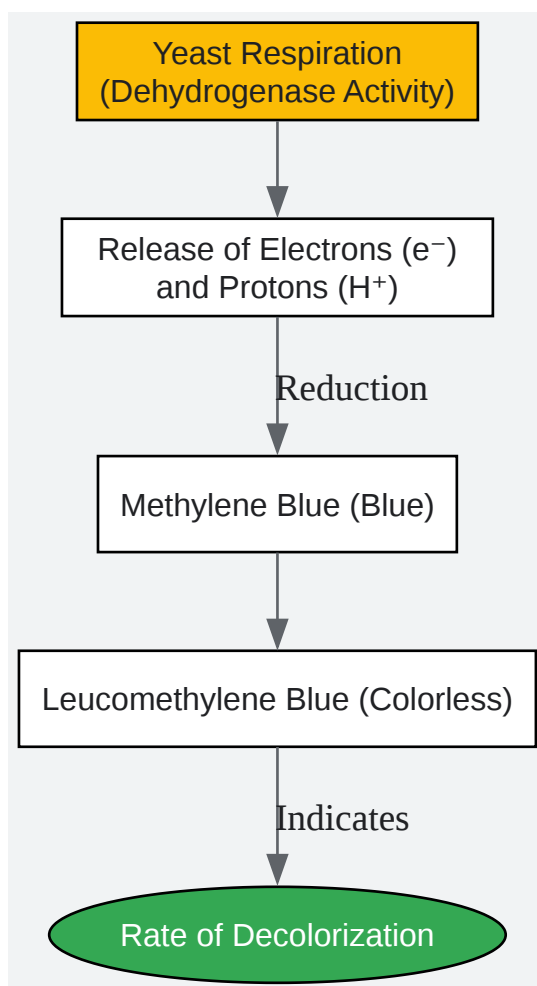 Yeast Respiration
(Dehydrogenase Activity)
Release of Electrons (e⁻)
and Protons (H⁺)
Reduction
Methylene Blue (Blue)
Leucomethylene Blue (Colorless)
Indicates
Rate of Decolorization